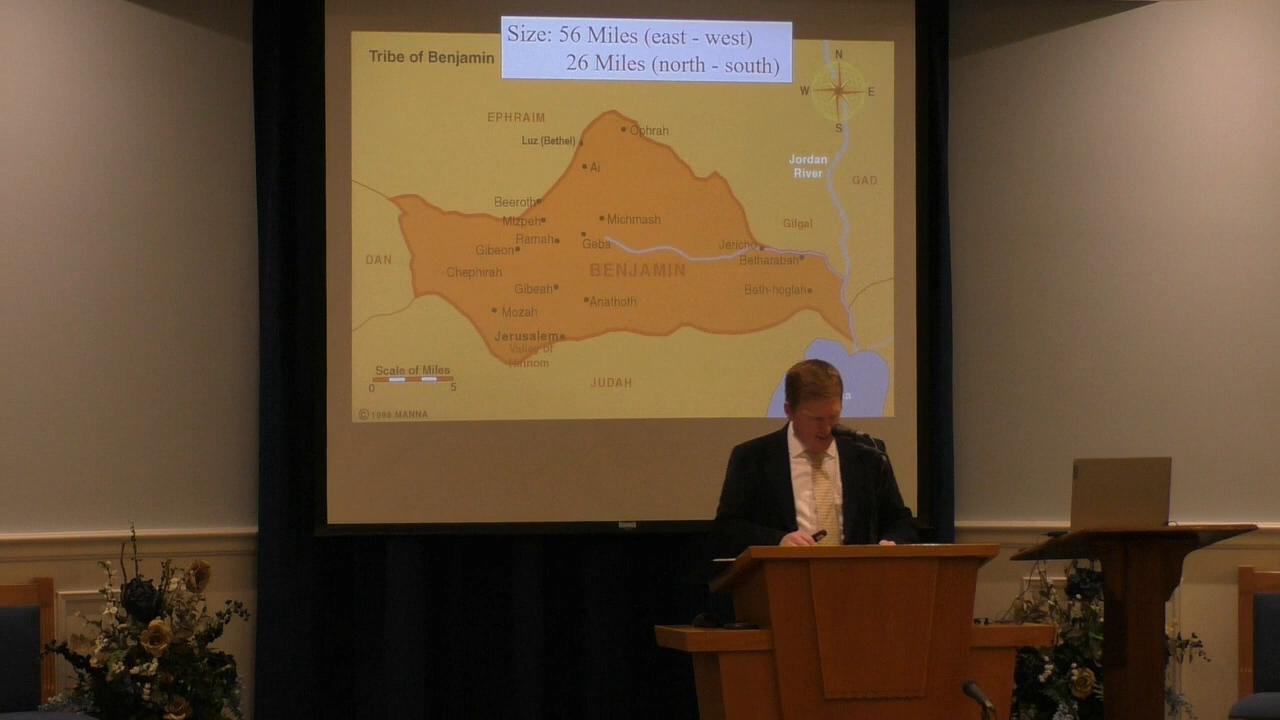 Size: 56 Miles (east - west)
26 Miles (north - south)
Tribe of Benjamin
N
W
E
S
EPHRAIM
Ophrah
Luz (Bethel)
Ai
Jordan
River
GAD
Beeroth
Mizpeh
Michmash
Gilgal
Ramah
Geba
Jericho
Gibeon
DAN
Betharabah
BENJAMIN
Chephirah
Gibeah
Beth-hoglah
Anathoth
Mozah
Jerusalem
Valley of
Hinnom
Scale of Miles
0
5
JUDAH
© 1998 MANNA